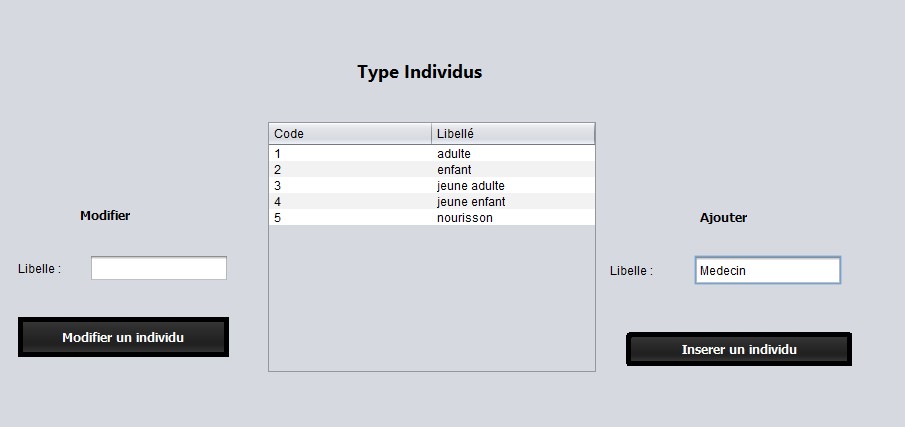 Type Individus
Code Libellé
1 adulte
2 enfant
3 jeune adulte
4 jeune enfant
5 nourisson
Modifier
Libelle :
Modifier un individu
Ajouter
Libelle : Medecin
Inserer un individu